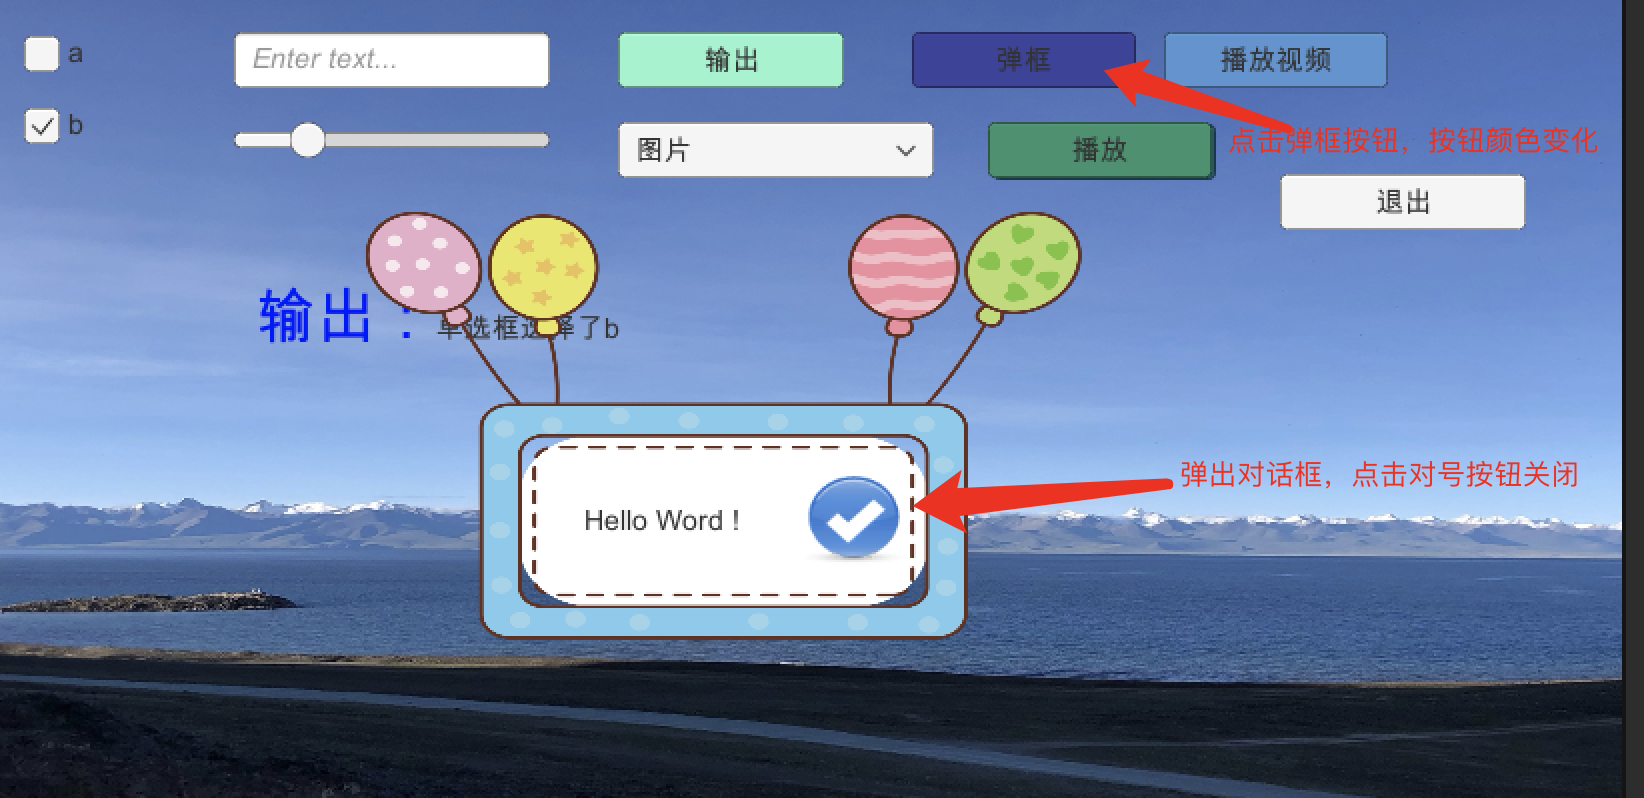 a
Enter text...
输出
弹框
播放视频
b
图片
播放
点击弹框按钮，按钮颜色变化
退出
输出：
单选框选择了b
弹出对话框，点击对号按钮关闭
Hello Word！